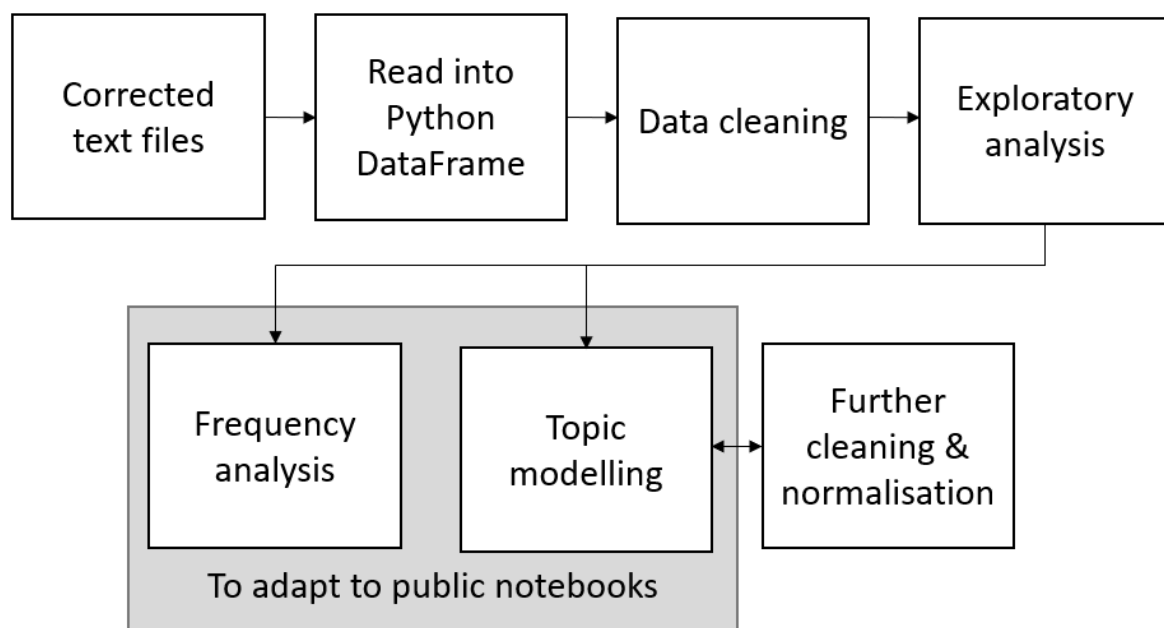 Corrected
text files
Read into
Python
DataFrame
Data cleaning
Exploratory
analysis
Frequency
analysis
Topic
modelling
Further
cleaning &
normalisation
To adapt to public notebooks